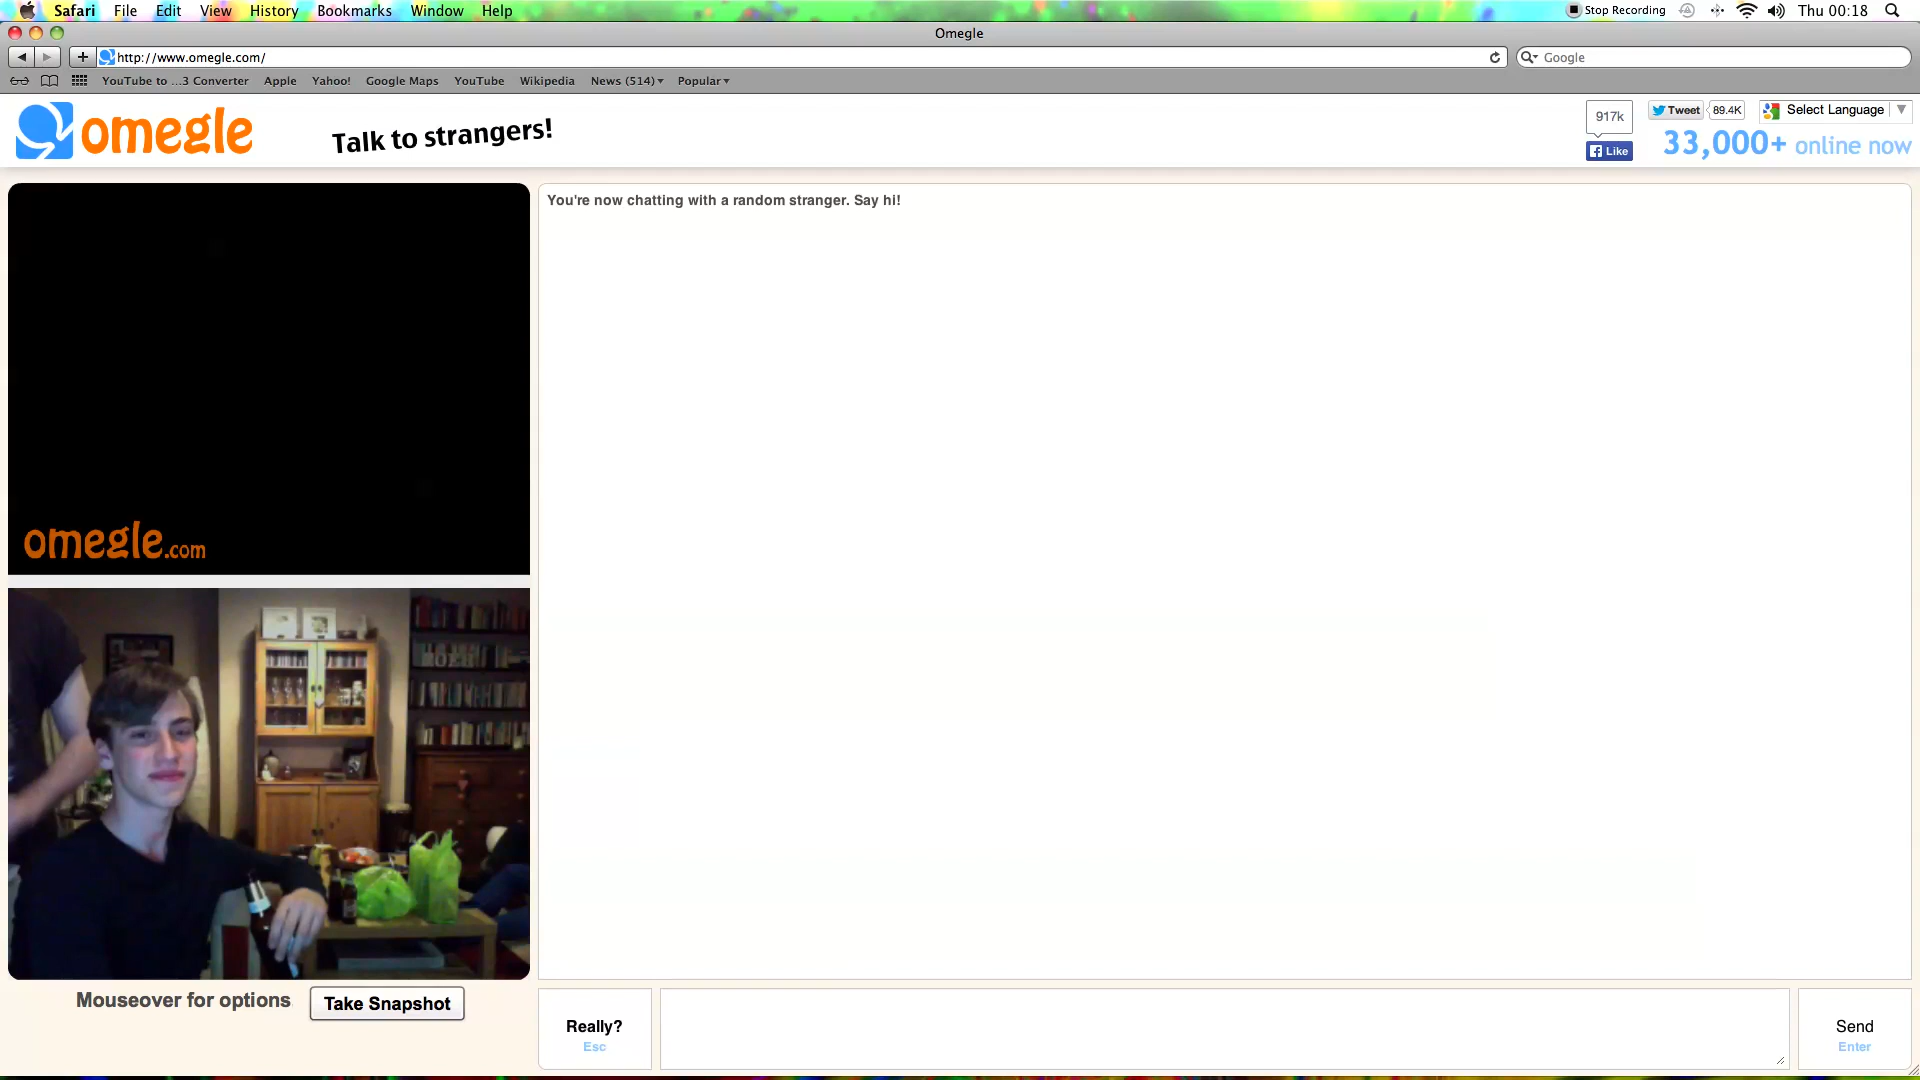 Safari File Edit View History Bookmarks Window Help Stop Recording Thu 00:18
Omegle
http://www.omegle.com/ Google
YouTube to ...3 Converter Apple Yahoo! Google Maps YouTube Wikipedia News (514) Popular
omegle Talk to strangers! 917k Tweet 89.4K Select Language
Like 33,000+ online now
You're now chatting with a random stranger. Say hi!
omegle.com
Mouseover for options Take Snapshot
Really? Send
Esc Enter